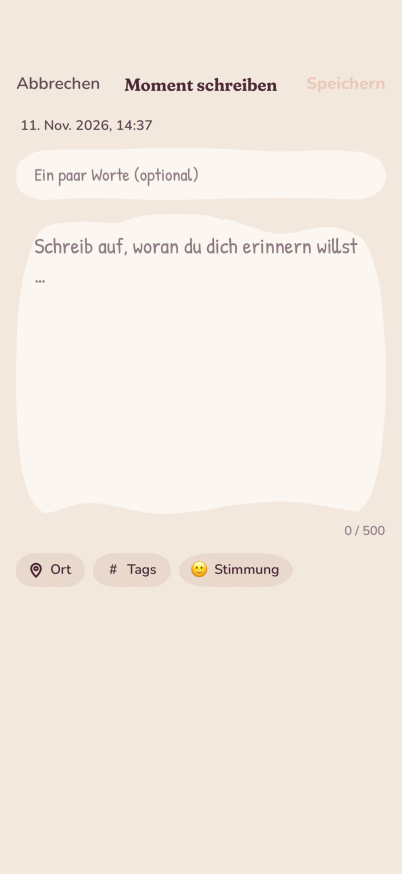 Abbrechen Moment schreiben Speichern
11. Nov. 2026, 14:37
Ein paar Worte (optional)
Schreib auf, woran du dich erinnern willst
…
0 / 500
Ort # Tags Stimmung